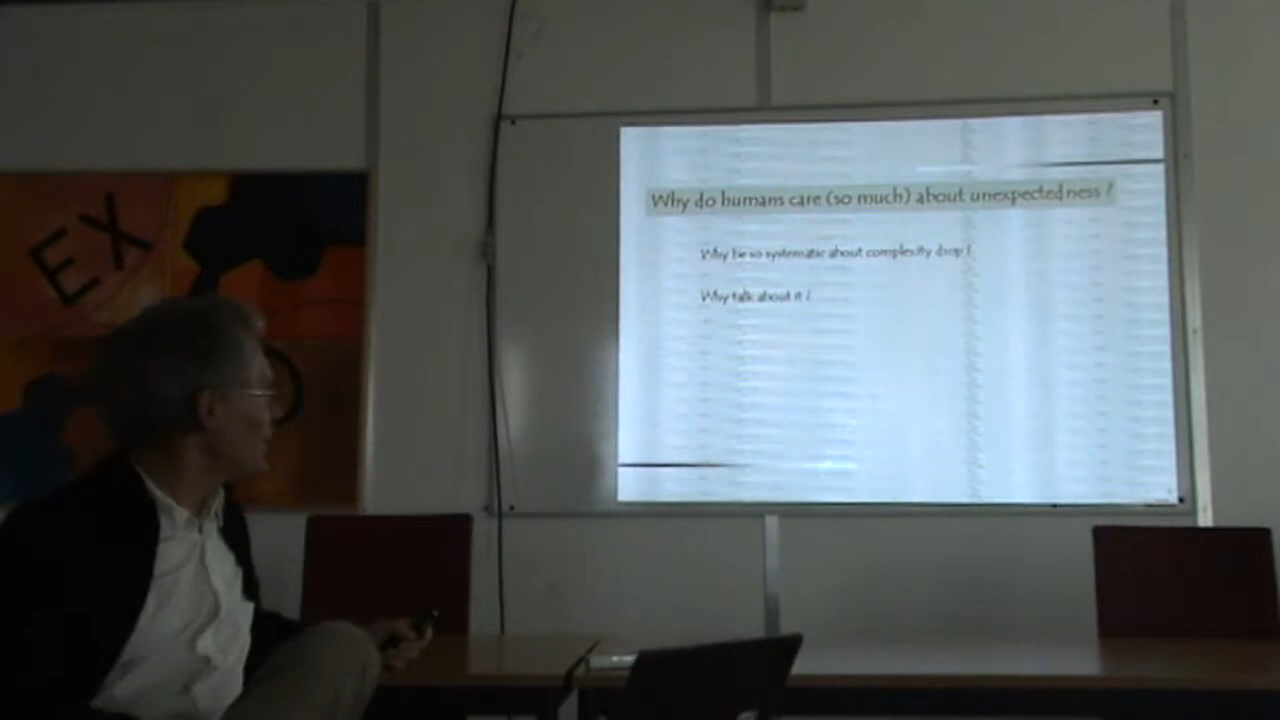 EX
Why do humans care (so much) about unexpectedness ?
Why be so systematic about complexity drop ?
Why talk about it ?